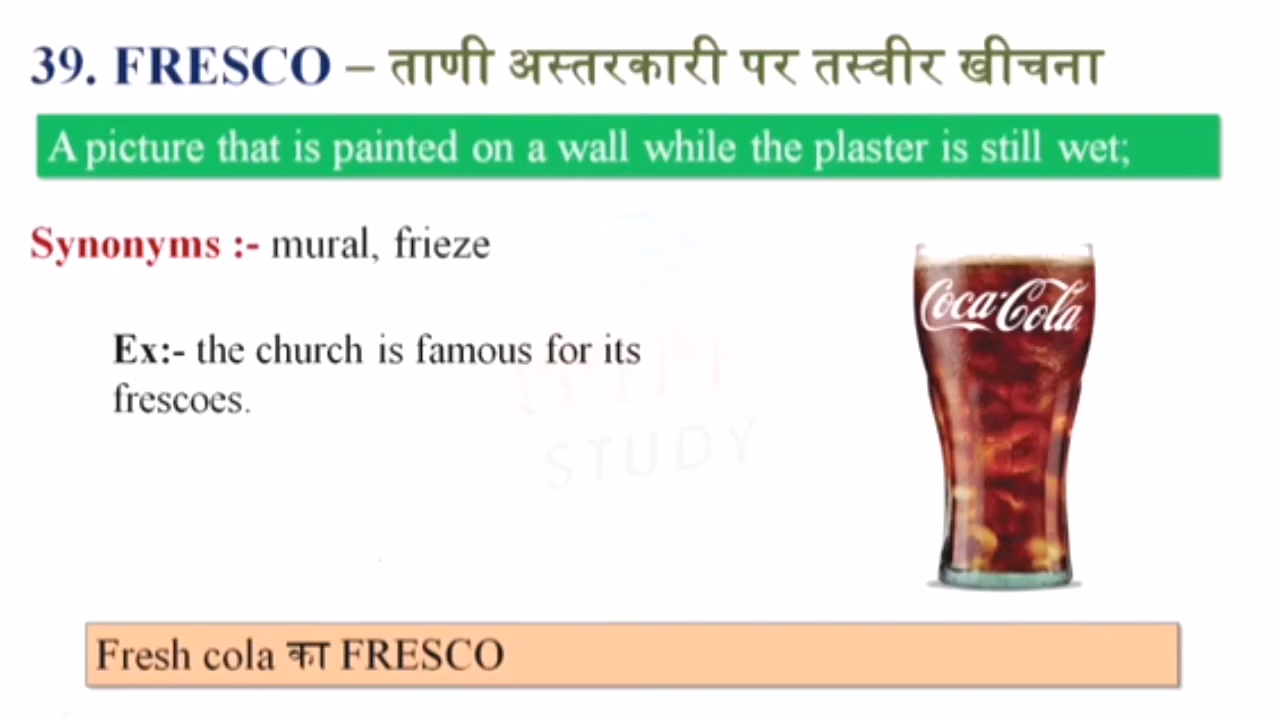 39. FRESCO – ताणी अस्तरकारी पर तस्वीर खीचना
A picture that is painted on a wall while the plaster is still wet;
Synonyms :- mural, frieze
Coca-Cola
Ex:- the church is famous for its
frescoes.
STUDY
Fresh cola का FRESCO